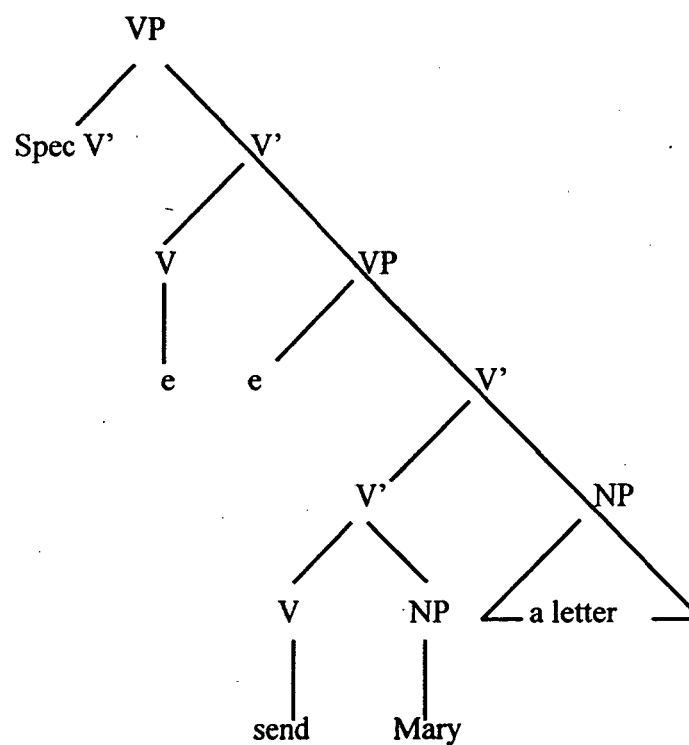 VP
Spec V' V'
V VP
e e V'
V' NP
V NP a letter
send Mary